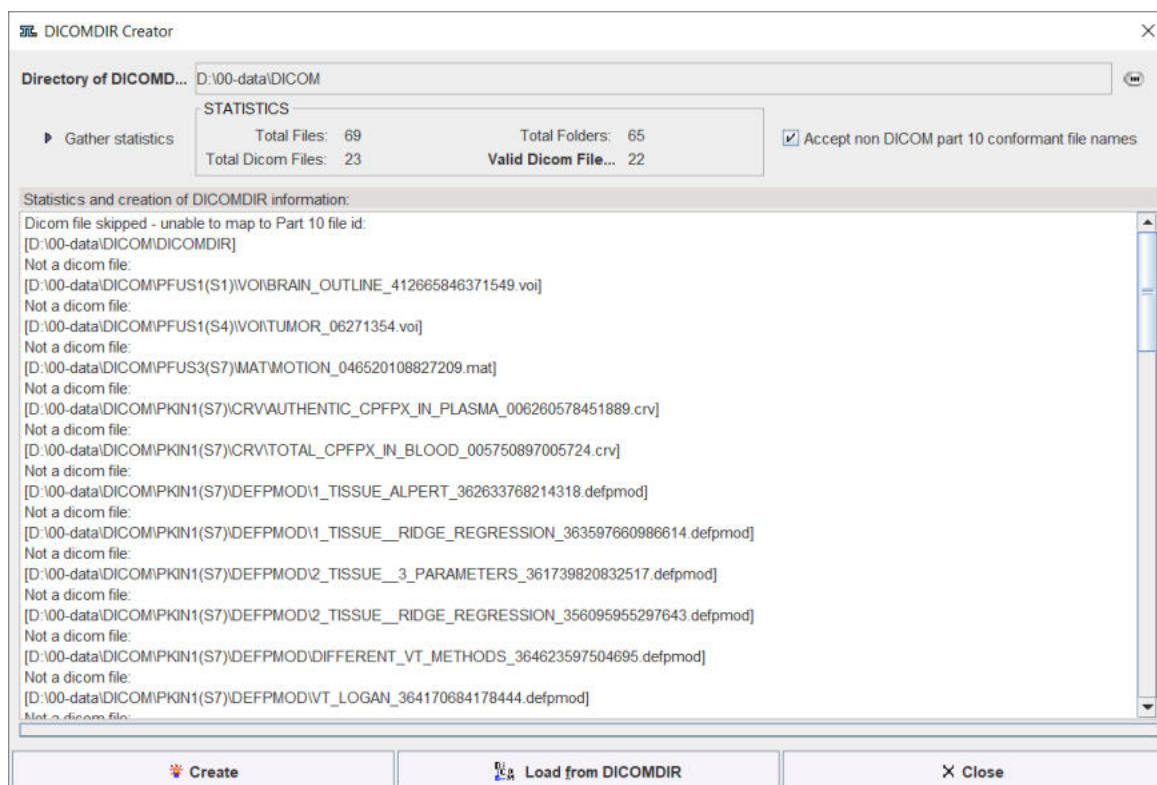 DICOMDIR Creator
Directory of DICOMD... D:\00-data\DICOM
STATISTICS
Gather statistics
Total Files: 69 Total Folders: 65
Total Dicom Files: 23 Valid Dicom File... 22
Accept non DICOM part 10 conformant file names
Statistics and creation of DICOMDIR information:
Dicom file skipped - unable to map to Part 10 file id:
[D:\00-data\DICOM\DICOMDIR]
Not a dicom file:
[D:\00-data\DICOM\PFUS1(S1)\VOI\BRAIN_OUTLINE_412665846371549.voi]
Not a dicom file:
[D:\00-data\DICOM\PFUS1(S4)\VOI\TUMOR_06271354.voi]
Not a dicom file:
[D:\00-data\DICOM\PFUS3(S7)\MAT\MOTION_046520108827209.mat]
Not a dicom file:
[D:\00-data\DICOM\PKIN1(S7)\CRV\AUTHENTIC_CPFPX_IN_PLASMA_006260578451889.crv]
Not a dicom file:
[D:\00-data\DICOM\PKIN1(S7)\CRV\TOTAL_CPFPX_IN_BLOOD_005750897005724.crv]
Not a dicom file:
[D:\00-data\DICOM\PKIN1(S7)\DEFPMOD\1_TISSUE_ALPERT_362633768214318.defpmod]
Not a dicom file:
[D:\00-data\DICOM\PKIN1(S7)\DEFPMOD\1_TISSUE__RIDGE_REGRESSION_363597660986614.defpmod]
Not a dicom file:
[D:\00-data\DICOM\PKIN1(S7)\DEFPMOD\2_TISSUE__3_PARAMETERS_361739820832517.defpmod]
Not a dicom file:
[D:\00-data\DICOM\PKIN1(S7)\DEFPMOD\2_TISSUE__RIDGE_REGRESSION_356095955297643.defpmod]
Not a dicom file:
[D:\00-data\DICOM\PKIN1(S7)\DEFPMOD\DIFFERENT_VT_METHODS_364623597504695.defpmod]
Not a dicom file:
[D:\00-data\DICOM\PKIN1(S7)\DEFPMOD\VT_LOGAN_364170684178444.defpmod]
Not a dicom file:
Create
Load from DICOMDIR
Close